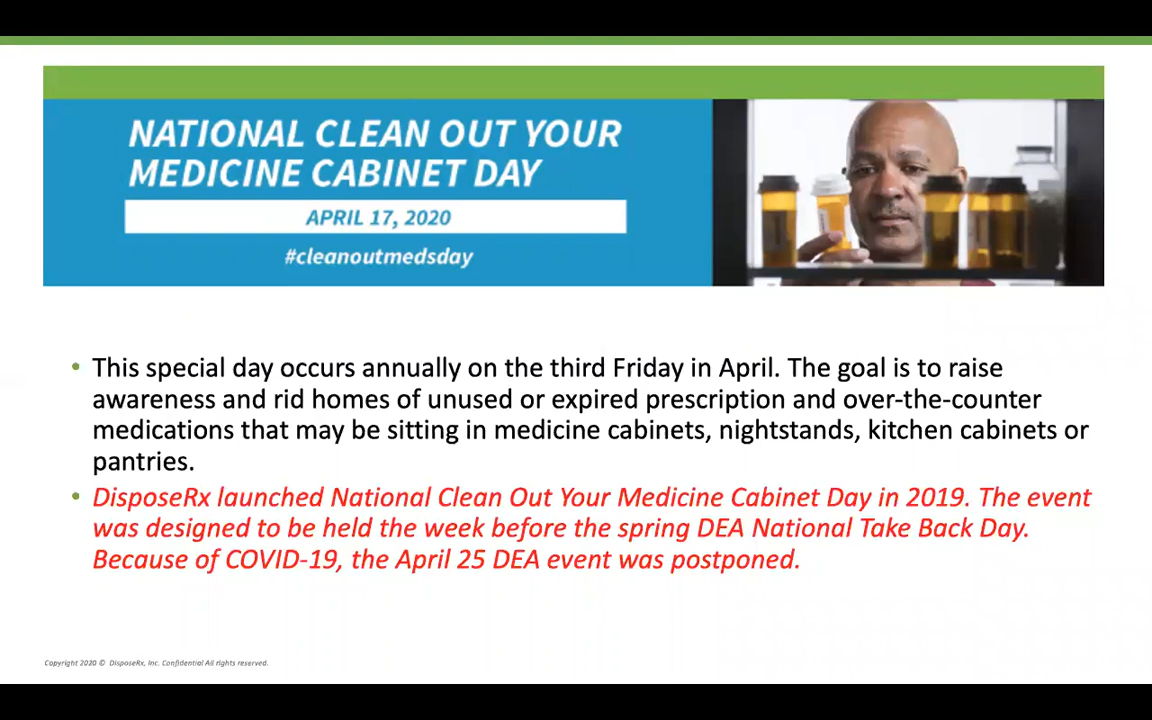 NATIONAL CLEAN OUT YOUR
MEDICINE CABINET DAY
APRIL 17, 2020
#cleanoutmedsday
• This special day occurs annually on the third Friday in April. The goal is to raise
awareness and rid homes of unused or expired prescription and over-the-counter
medications that may be sitting in medicine cabinets, nightstands, kitchen cabinets or
pantries.
• DisposeRx launched National Clean Out Your Medicine Cabinet Day in 2019. The event
was designed to be held the week before the spring DEA National Take Back Day.
Because of COVID-19, the April 25 DEA event was postponed.
Copyright 2020 © DisposeRx, Inc. Confidential All rights reserved.